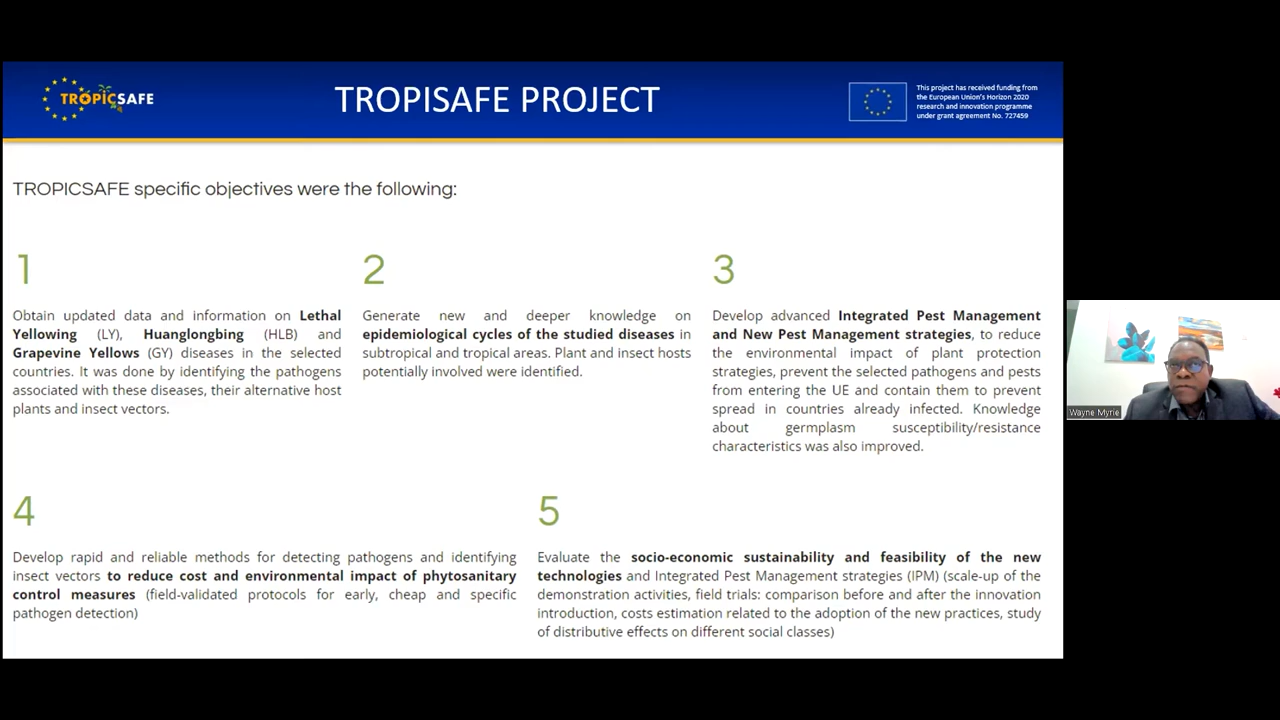 TROPICSAFE
TROPISAFE PROJECT
This project has received funding from
the European Union's Horizon 2020
research and innovation programme
under grant agreement No. 727459
TROPICSAFE specific objectives were the following:
1
Obtain updated data and information on Lethal
Yellowing (LY), Huanglongbing (HLB) and
Grapevine Yellows (GY) diseases in the selected
countries. It was done by identifying the pathogens
associated with these diseases, their alternative host
plants and insect vectors.
2
Generate new and deeper knowledge on
epidemiological cycles of the studied diseases in
subtropical and tropical areas. Plant and insect hosts
potentially involved were identified.
3
Develop advanced Integrated Pest Management
and New Pest Management strategies, to reduce
the environmental impact of plant protection
strategies, prevent the selected pathogens and pests
from entering the UE and contain them to prevent
spread in countries already infected. Knowledge
about germplasm susceptibility/resistance
characteristics was also improved.
4
Develop rapid and reliable methods for detecting pathogens and identifying
insect vectors to reduce cost and environmental impact of phytosanitary
control measures (field-validated protocols for early, cheap and specific
pathogen detection)
5
Evaluate the socio-economic sustainability and feasibility of the new
technologies and Integrated Pest Management strategies (IPM) (scale-up of the
demonstration activities, field trials: comparison before and after the innovation
introduction, costs estimation related to the adoption of the new practices, study
of distributive effects on different social classes)
Wayne Myrie